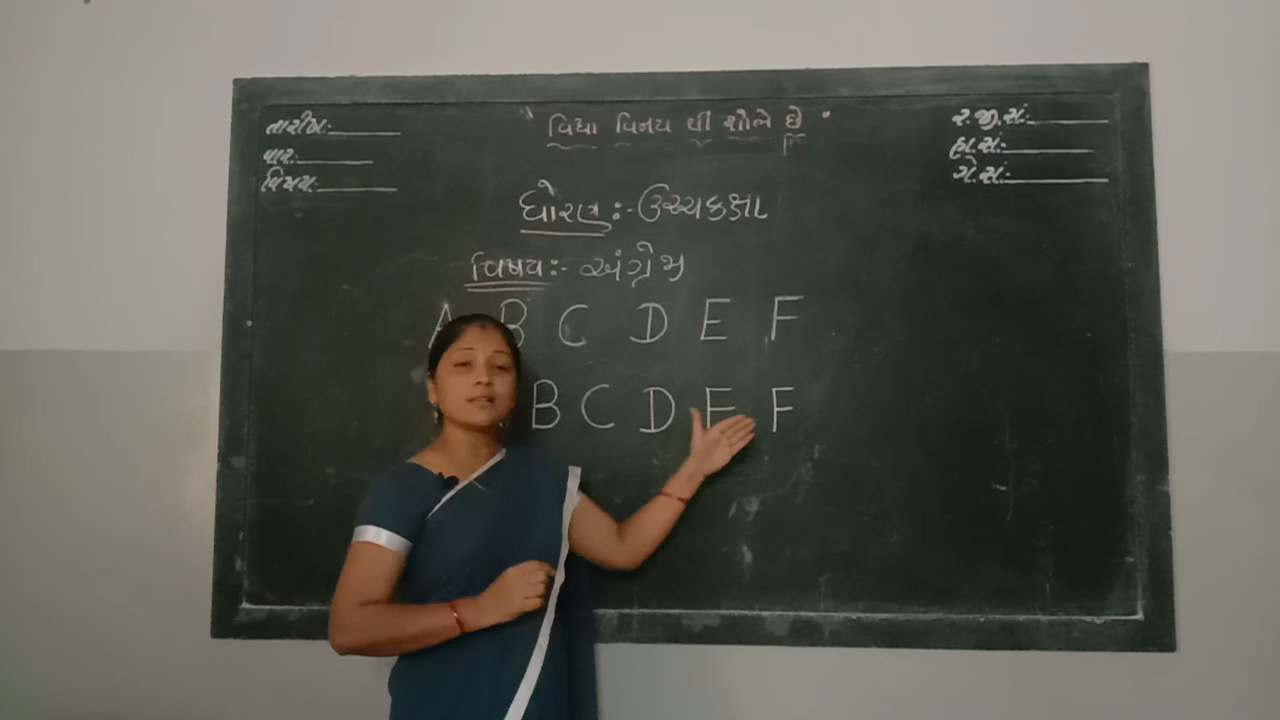 " વિદ્યા વિનય થી શોભે છે "
તારીખ:-
વાર:-
વિષય:-
ર.જી.સં:-
હા.સં:-
ગે.સં:-
ધોરણ :- ઉચ્ચકક્ષા
વિષય :- અંગ્રેજી
A B C D E F
B C D E F